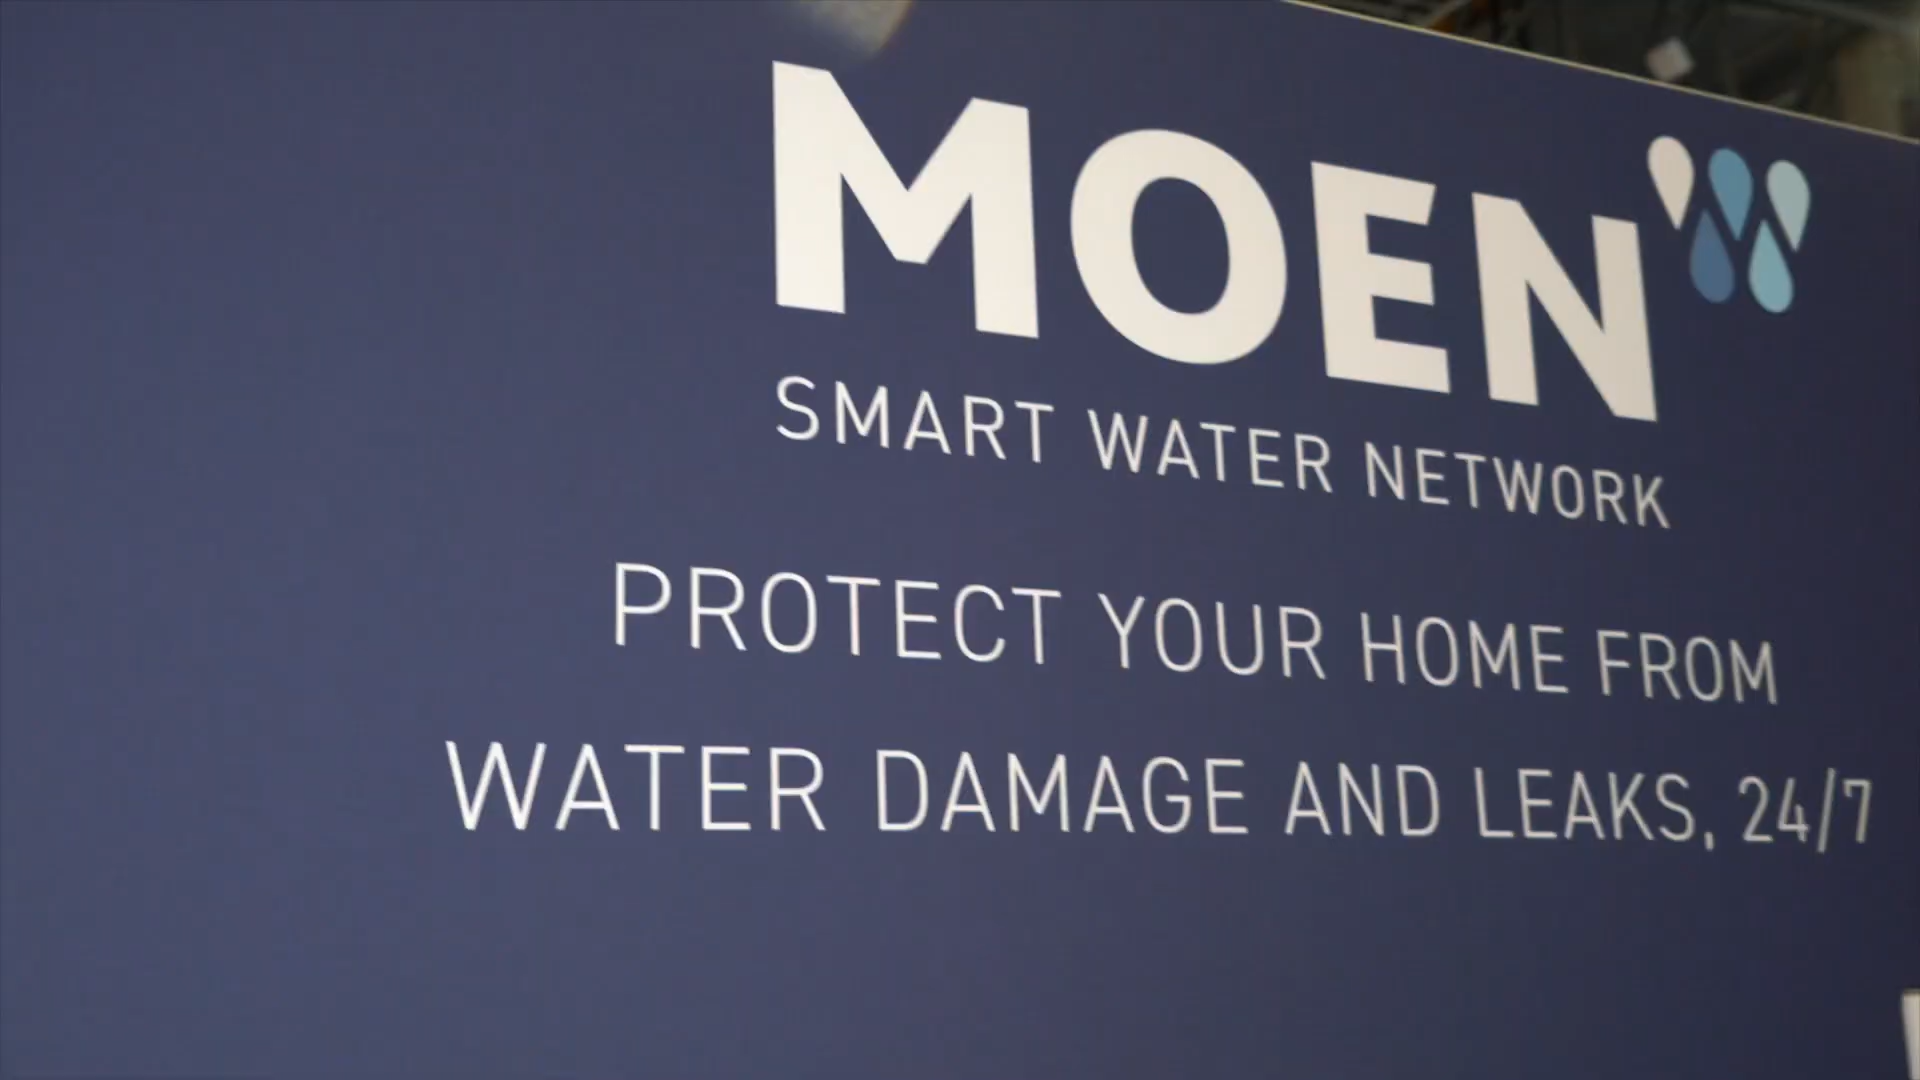 MOEN
SMART WATER NETWORK
PROTECT YOUR HOME FROM
WATER DAMAGE AND LEAKS, 24/7